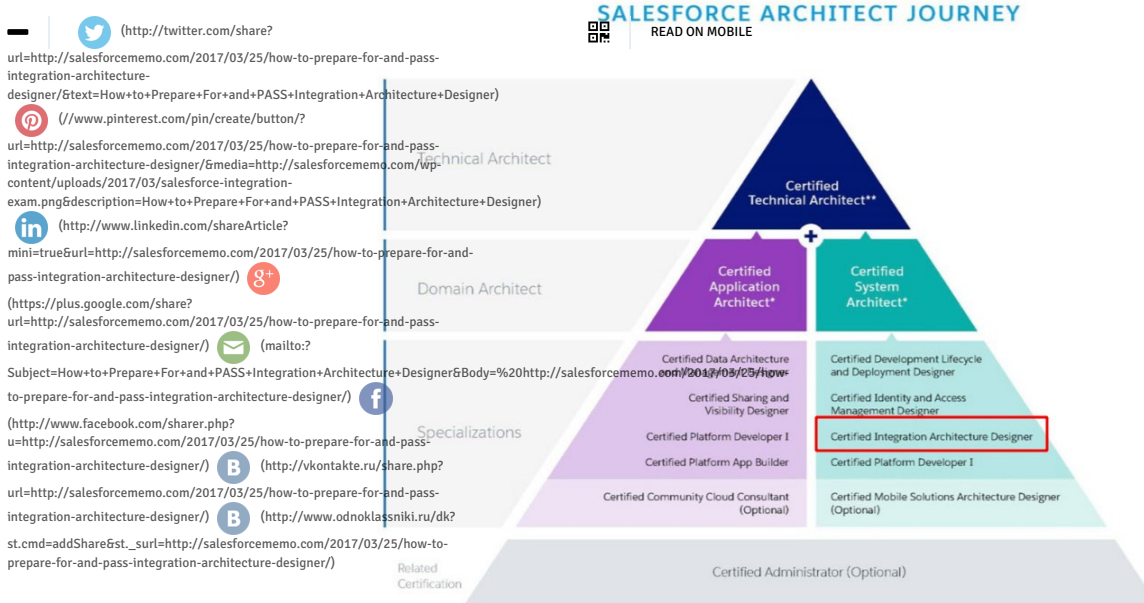 SALESFORCE ARCHITECT JOURNEY
READ ON MOBILE
(http://twitter.com/share?
url=http://salesforcememo.com/2017/03/25/how-to-prepare-for-and-pass-
integration-architecture-
designer/&text=How+to+Prepare+For+and+PASS+Integration+Architecture+Designer)
(//www.pinterest.com/pin/create/button/?
url=http://salesforcememo.com/2017/03/25/how-to-prepare-for-and-pass-
integration-architecture-designer/&media=http://salesforcememo.com/wp-
content/uploads/2017/03/salesforce-integration-
exam.png&description=How+to+Prepare+For+and+PASS+Integration+Architecture+Designer)
in (http://www.linkedin.com/shareArticle?
mini=true&url=http://salesforcememo.com/2017/03/25/how-to-prepare-for-and-
pass-integration-architecture-designer/) g+
(https://plus.google.com/share?
url=http://salesforcememo.com/2017/03/25/how-to-prepare-for-and-pass-
integration-architecture-designer/) (mailto:?
Subject=How+to+Prepare+For+and+PASS+Integration+Architecture+Designer&Body=%20http://salesforcememo.com/2017/03/25/how-
to-prepare-for-and-pass-integration-architecture-designer/) f
(http://www.facebook.com/sharer.php?
u=http://salesforcememo.com/2017/03/25/how-to-prepare-for-and-pass-
integration-architecture-designer/) B (http://vkontakte.ru/share.php?
url=http://salesforcememo.com/2017/03/25/how-to-prepare-for-and-pass-
integration-architecture-designer/) B (http://www.odnoklassniki.ru/dk?
st.cmd=addShare&st._surl=http://salesforcememo.com/2017/03/25/how-to-
prepare-for-and-pass-integration-architecture-designer/)
Technical Architect
Certified
Technical Architect**
+
Domain Architect
Certified
Application
Architect*
Certified
System
Architect*
Specializations
Certified Data Architecture
Certified Sharing and
Visibility Designer
Certified Platform Developer I
Certified Platform App Builder
Certified Community Cloud Consultant
(Optional)
Certified Development Lifecycle
and Deployment Designer
Certified Identity and Access
Management Designer
Certified Integration Architecture Designer
Certified Platform Developer I
Certified Mobile Solutions Architecture Designer
(Optional)
Related
Certification
Certified Administrator (Optional)